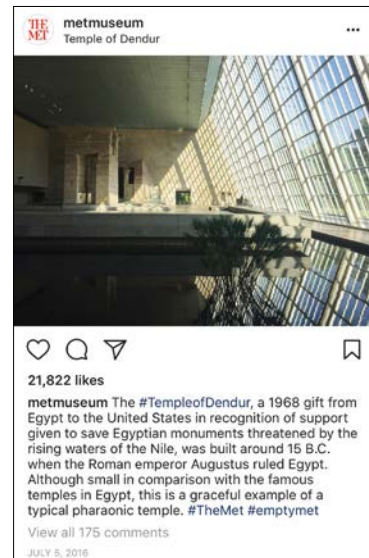 THE
MET
metmuseum
Temple of Dendur
21,822 likes
metmuseum The #TempleofDendur, a 1968 gift from
Egypt to the United States in recognition of support
given to save Egyptian monuments threatened by the
rising waters of the Nile, was built around 15 B.C.
when the Roman emperor Augustus ruled Egypt.
Although small in comparison with the famous
temples in Egypt, this is a graceful example of a
typical pharaonic temple. #TheMet #emptymet
View all 175 comments
JULY 5, 2016